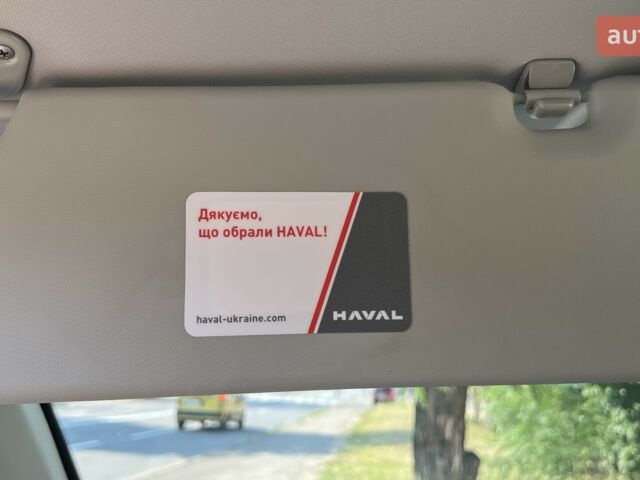 aut
Дякуємо,
що обрали HAVAL!
haval-ukraine.com
HAVAL